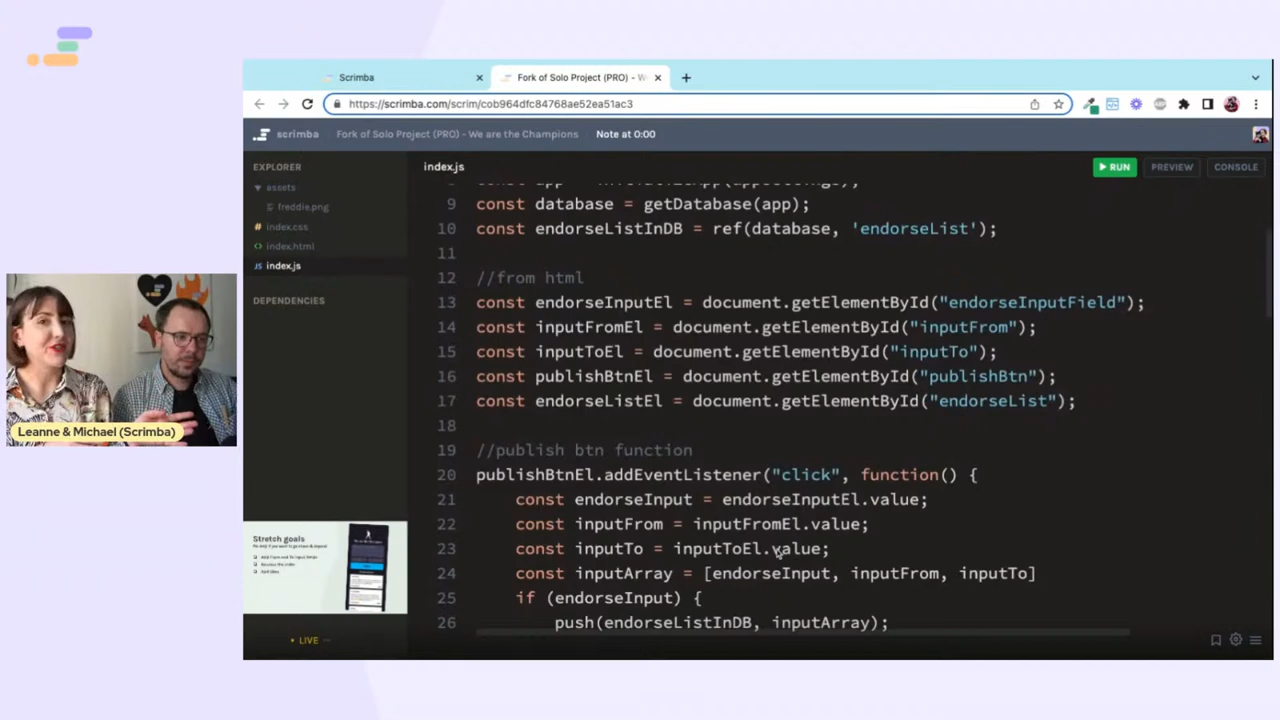 Scrimba
Fork of Solo Project (PRO) - W
https://scrimba.com/scrim/cob964dfc84768ae52ea51ac3
scrimba
Fork of Solo Project (PRO) - We are the Champions
Note at 0:00
EXPLORER
assets
freddie.png
index.css
index.html
JS index.js
DEPENDENCIES
index.js
RUN
PREVIEW
CONSOLE
9 const database = getDatabase(app);
10 const endorseListInDB = ref(database, 'endorseList');
11
12 //from html
13 const endorseInputEl = document.getElementById("endorseInputField");
14 const inputFromEl = document.getElementById("inputFrom");
15 const inputToEl = document.getElementById("inputTo");
16 const publishBtnEl = document.getElementById("publishBtn");
17 const endorseListEl = document.getElementById("endorseList");
18
19 //publish btn function
20 publishBtnEl.addEventListener("click", function() {
21 const endorseInput = endorseInputEl.value;
22 const inputFrom = inputFromEl.value;
23 const inputTo = inputToEl.value;
24 const inputArray = [endorseInput, inputFrom, inputTo]
25 if (endorseInput) {
26 push(endorseListInDB, inputArray);
Leanne & Michael (Scrimba)
Stretch goals
LIVE